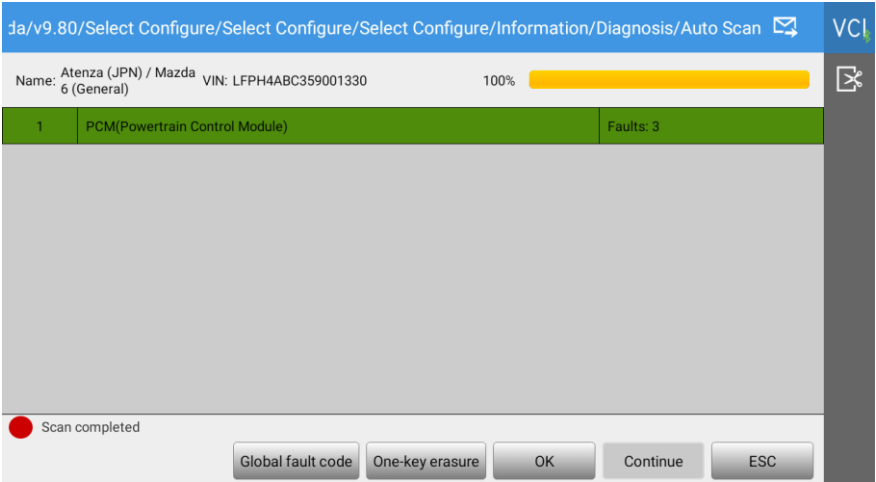 da/v9.80/Select Configure/Select Configure/Select Configure/Information/Diagnosis/Auto Scan
VCI
Name: Atenza (JPN) / Mazda 6 (General) VIN: LFPH4ABC359001330 100%
1 PCM(Powertrain Control Module) Faults: 3
Scan completed
Global fault code One-key erasure OK Continue ESC